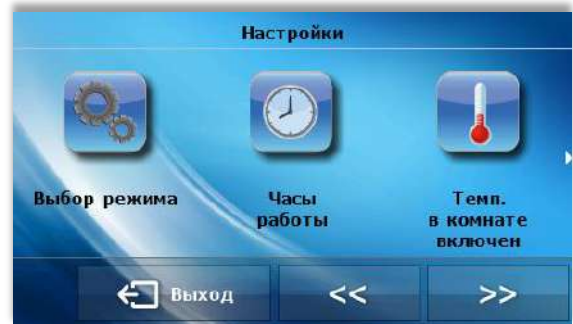 Настройки
Выбор режима
Часы
работы
Темп.
в комнате
включен
Выход
<<
>>